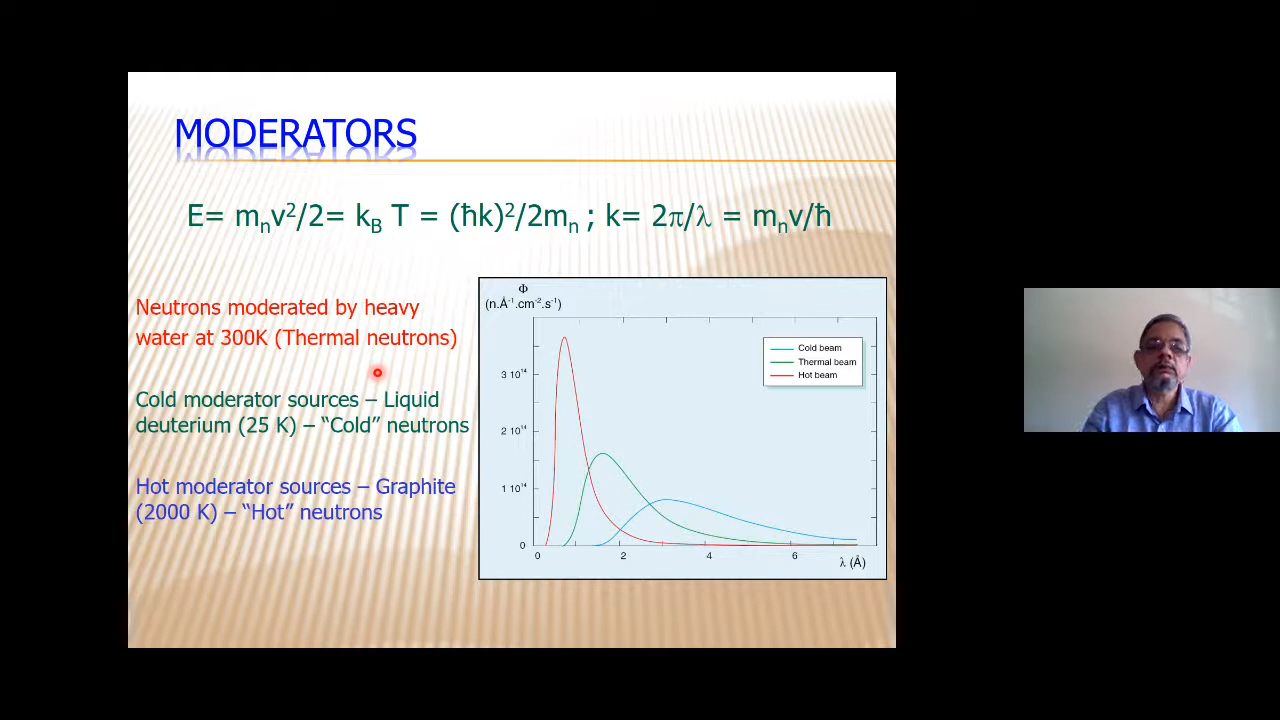 MODERATORS
E= mₙv²/2= k_B T = (ħk)²/2mₙ ; k= 2π/λ = mₙv/ħ
Neutrons moderated by heavy
water at 300K (Thermal neutrons)
Cold moderator sources – Liquid
deuterium (25 K) – “Cold” neutrons
Hot moderator sources – Graphite
(2000 K) – “Hot” neutrons
Φ
(n.Å⁻¹.cm⁻².s⁻¹)
Cold beam
Thermal beam
Hot beam
3 10¹⁴
2 10¹⁴
1 10¹⁴
0
0 2 4 6
λ (Å)